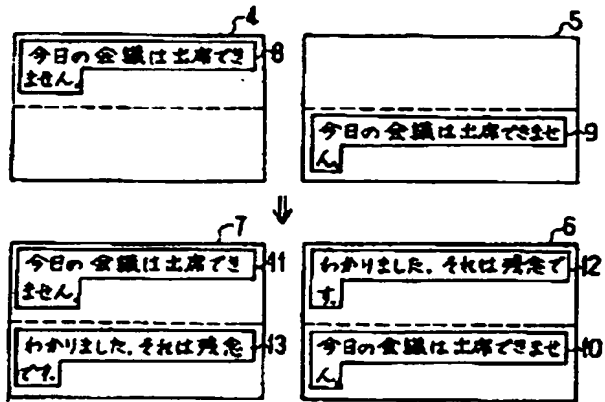 4
今日の会議は出席でき
ません。
8
5
今日の会議は出席できませ
ん。
9
⇓
7
今日の会議は出席でき
ません。
11
わかりました。それは残念
です。
13
6
わかりました。それは残念で
す。
12
今日の会議は出席できませ
ん。
10